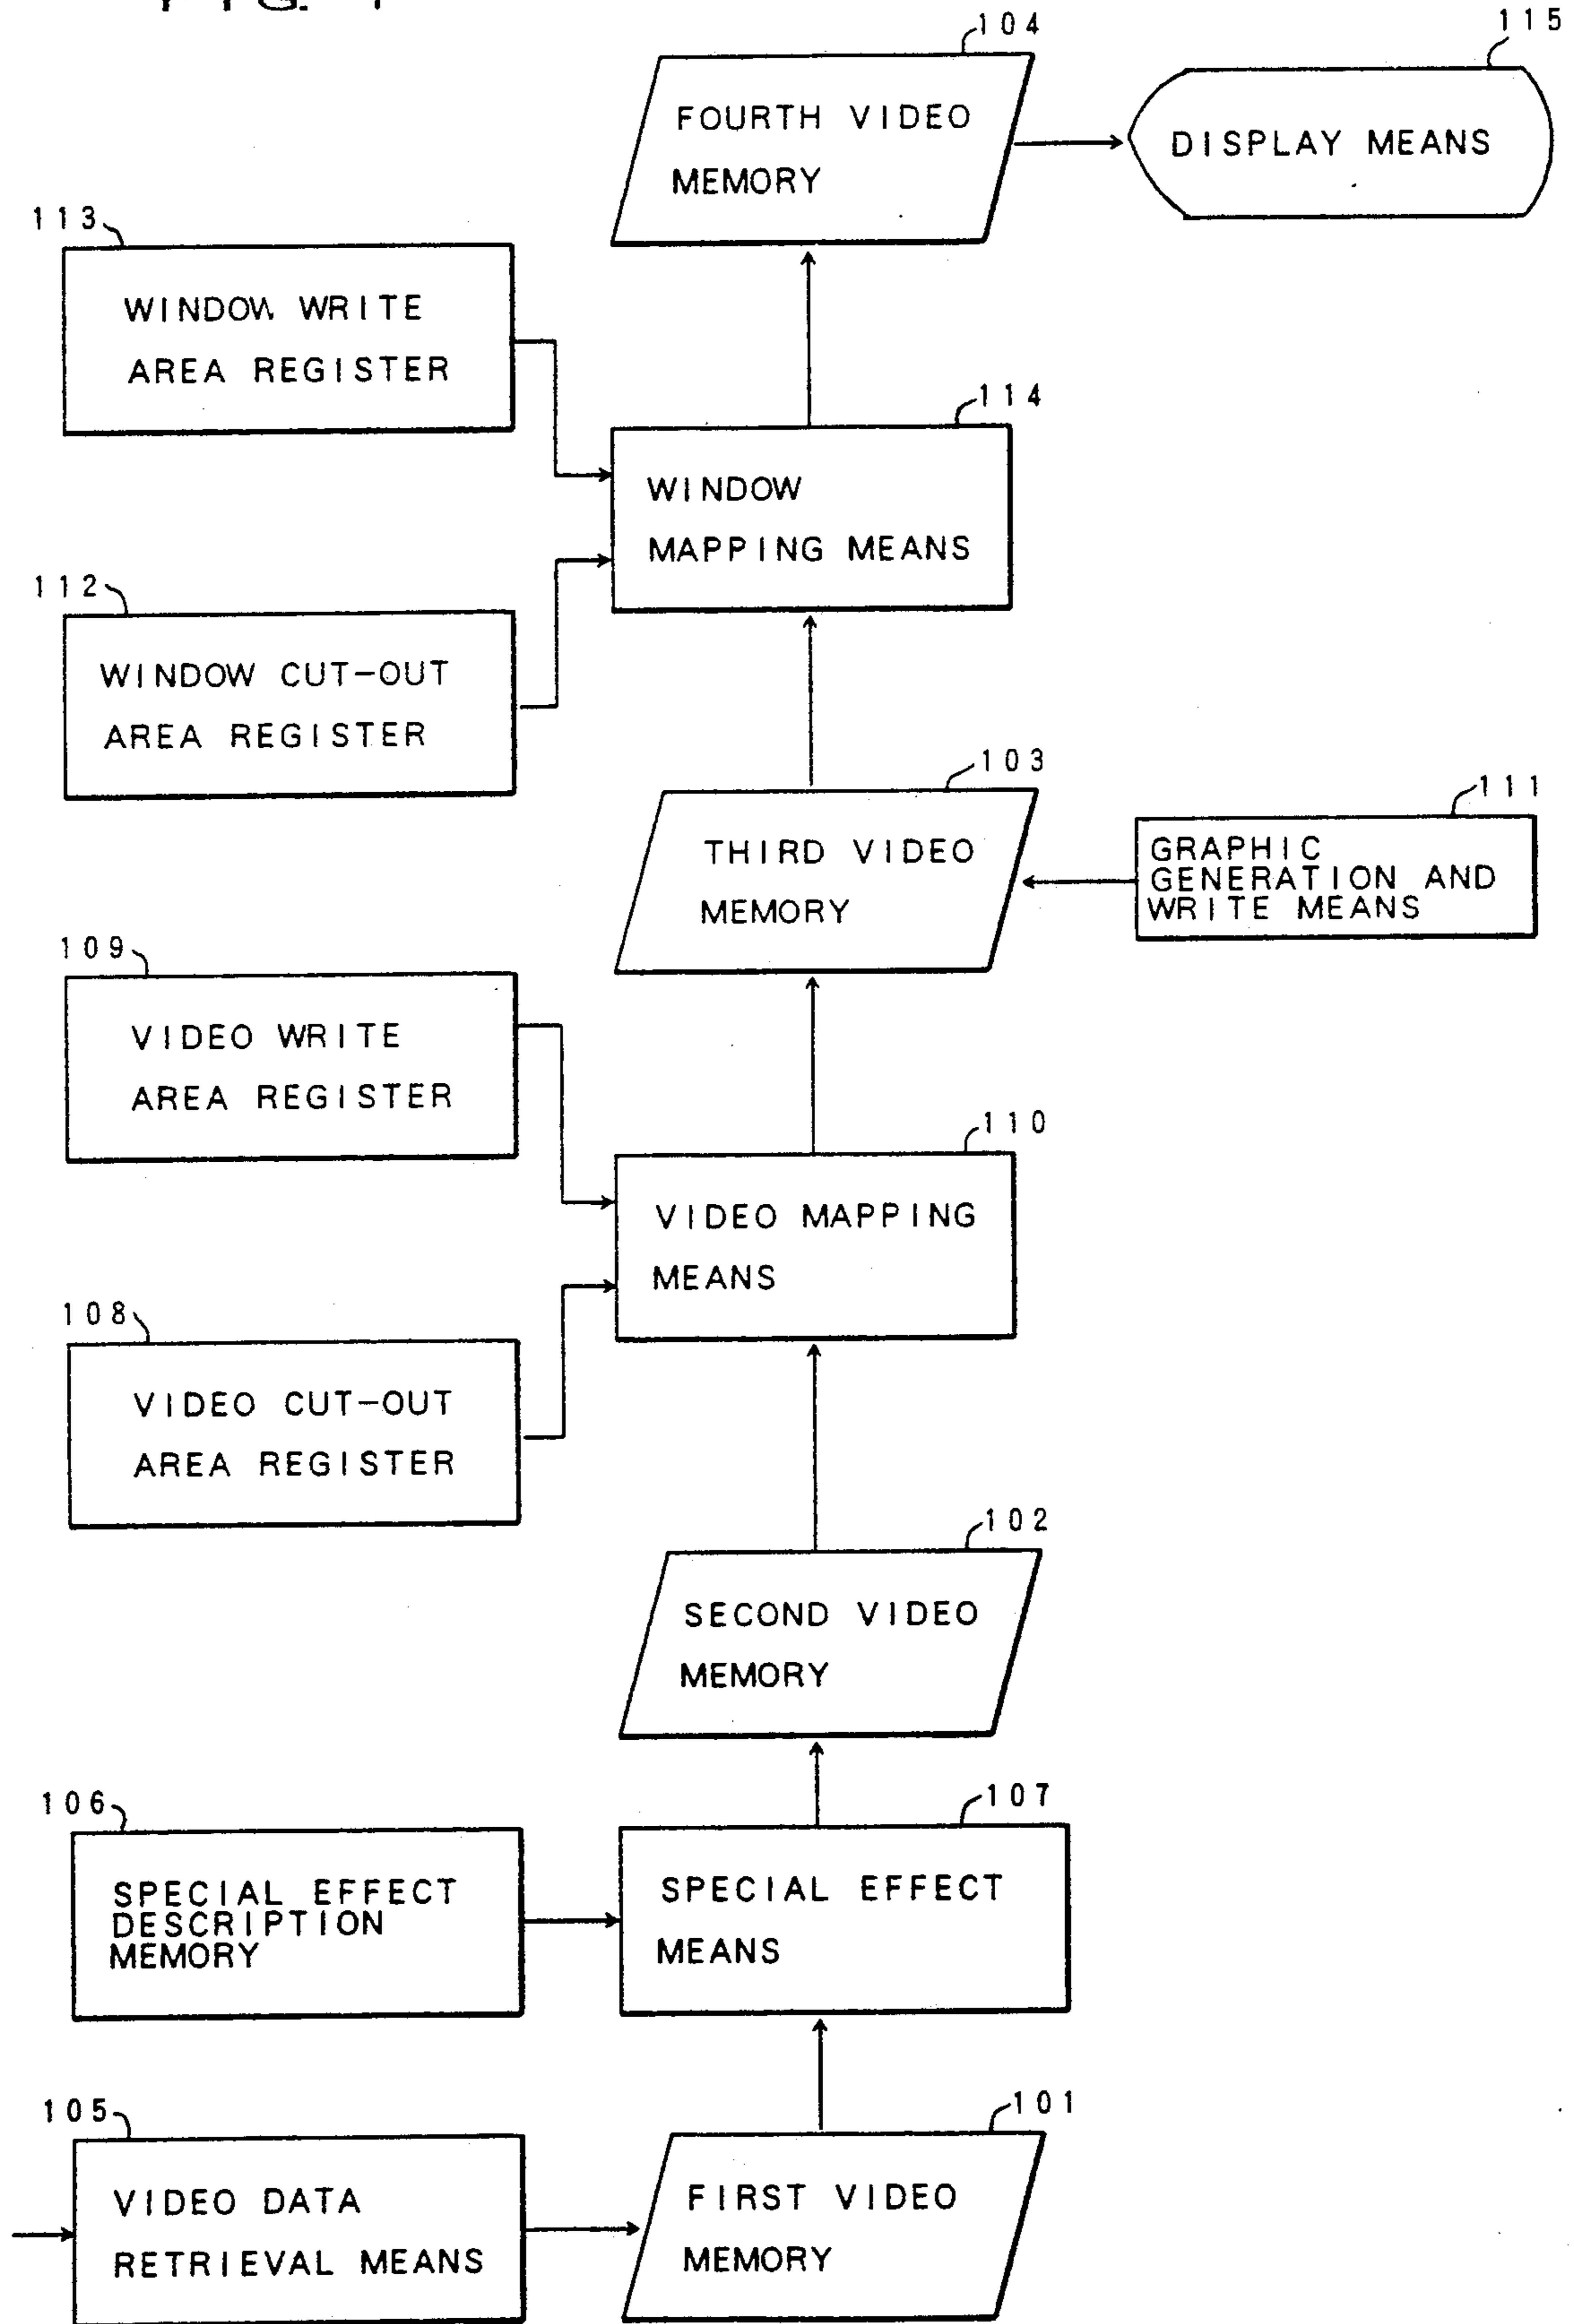 FIG. 1
104
FOURTH VIDEO
MEMORY
115
DISPLAY MEANS
113
WINDOW WRITE
AREA REGISTER
114
WINDOW
MAPPING MEANS
112
WINDOW CUT-OUT
AREA REGISTER
103
THIRD VIDEO
MEMORY
111
GRAPHIC
GENERATION AND
WRITE MEANS
109
VIDEO WRITE
AREA REGISTER
110
VIDEO MAPPING
MEANS
108
VIDEO CUT-OUT
AREA REGISTER
102
SECOND VIDEO
MEMORY
106
SPECIAL EFFECT
DESCRIPTION
MEMORY
107
SPECIAL EFFECT
MEANS
105
VIDEO DATA
RETRIEVAL MEANS
101
FIRST VIDEO
MEMORY